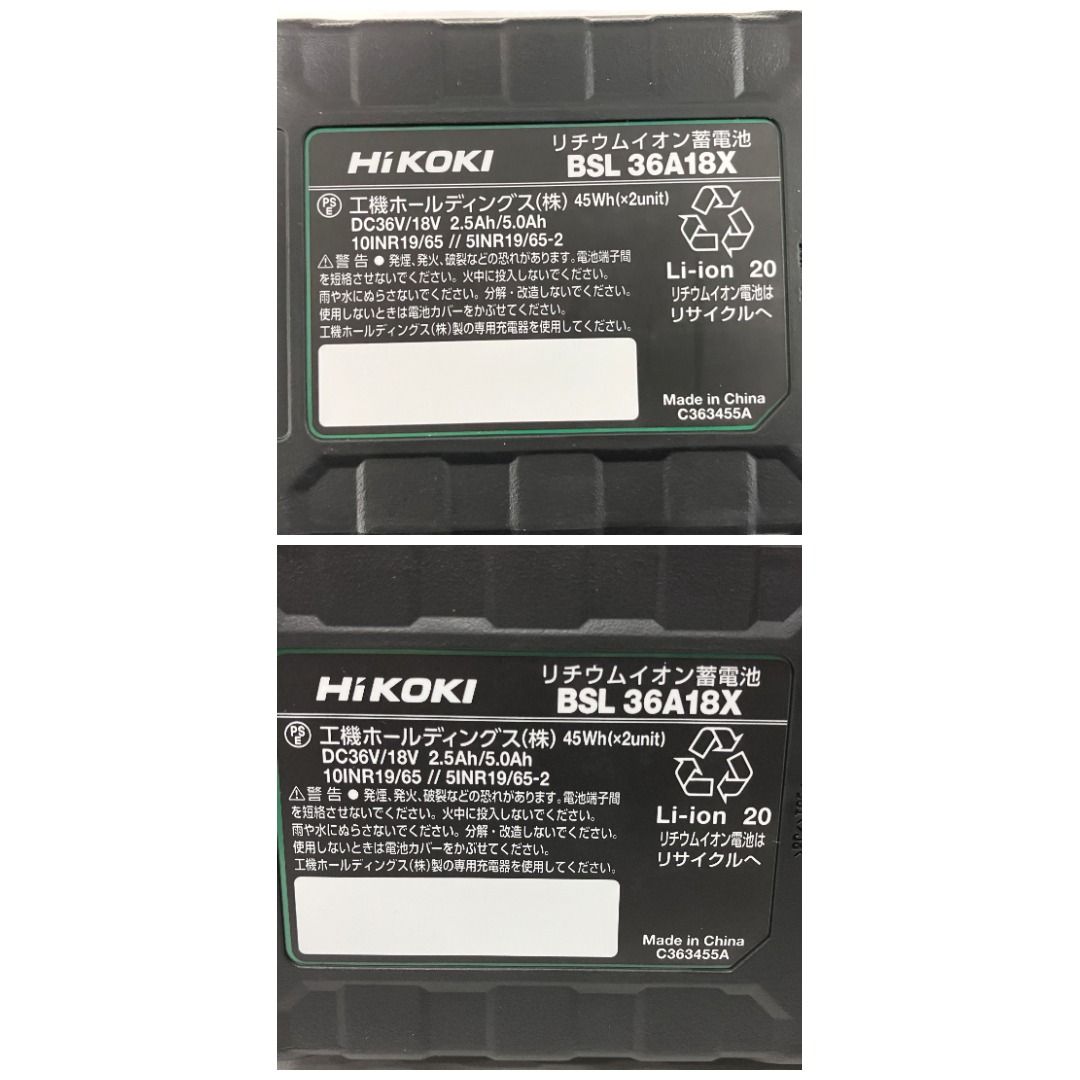 HiKOKI
リチウムイオン蓄電池
BSL 36A18X
PS E 工機ホールディングス(株) 45Wh(×2unit)
DC36V/18V 2.5Ah/5.0Ah
10INR19/65 // 5INR19/65-2
⚠警告 ● 発煙、発火、破裂などの恐れがあります。電池端子間
を短絡させないでください。火中に投入しないでください。
雨や水にぬらさないでください。分解・改造しないでください。
使用しないときは電池カバーをかぶせてください。
工機ホールディングス(株)製の専用充電器を使用してください。
Li-ion 20
リチウムイオン電池は
リサイクルへ
Made in China
C363455A
HiKOKI
リチウムイオン蓄電池
BSL 36A18X
PS E 工機ホールディングス(株) 45Wh(×2unit)
DC36V/18V 2.5Ah/5.0Ah
10INR19/65 // 5INR19/65-2
⚠警告 ● 発煙、発火、破裂などの恐れがあります。電池端子間
を短絡させないでください。火中に投入しないでください。
雨や水にぬらさないでください。分解・改造しないでください。
使用しないときは電池カバーをかぶせてください。
工機ホールディングス(株)製の専用充電器を使用してください。
Li-ion 20
リチウムイオン電池は
リサイクルへ
Made in China
C363455A